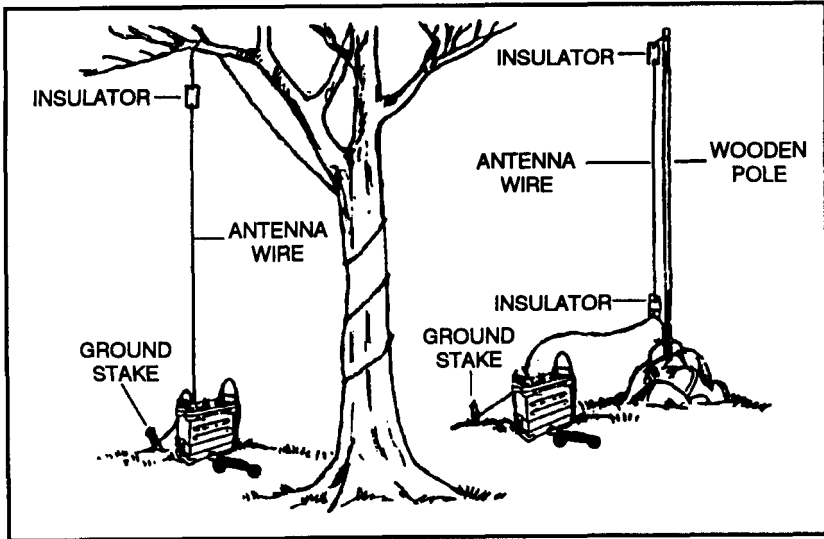 INSULATOR
ANTENNA
WIRE
GROUND
STAKE
INSULATOR
ANTENNA
WIRE
WOODEN
POLE
INSULATOR
GROUND
STAKE